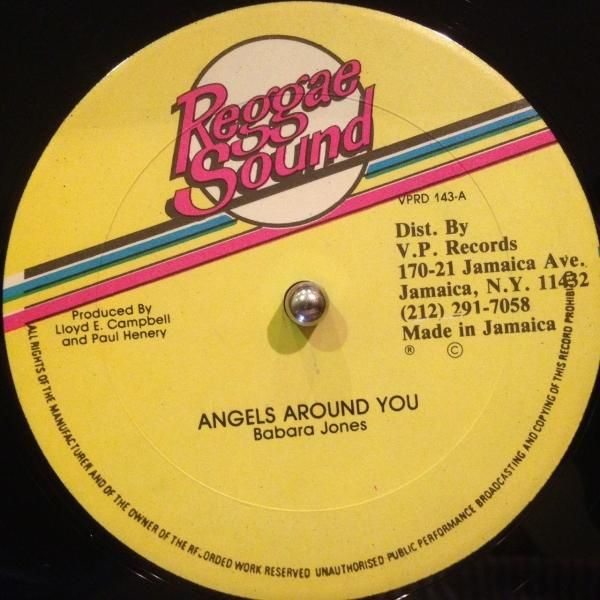 Reggae
Sound
VPRD 143-A
Dist. By
V.P. Records
170-21 Jamaica Ave.
Jamaica, N.Y. 11432
(212) 291-7058
Made in Jamaica
® ©
Produced By
Lloyd E. Campbell
and Paul Henery
ANGELS AROUND YOU
Babara Jones
ALL RIGHTS OF THE MANUFACTURER AND OF THE OWNER OF THE RECORDED WORK RESERVED UNAUTHORISED PUBLIC PERFORMANCE BROADCASTING AND COPYING OF THIS RECORD PROHIBITED